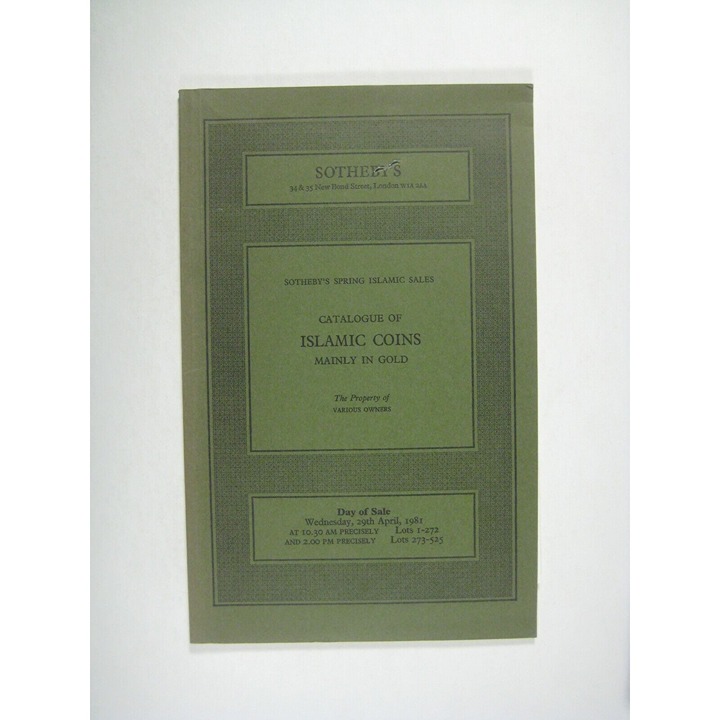 SOTHEBY'S
34 & 35 New Bond Street, London W1A 2AA
SOTHEBY'S SPRING ISLAMIC SALES
CATALOGUE OF
ISLAMIC COINS
MAINLY IN GOLD
The Property of
VARIOUS OWNERS
Day of Sale
Wednesday, 29th April, 1981
AT 10.30 AM PRECISELY Lots 1-272
AND 2.00 PM PRECISELY Lots 273-525